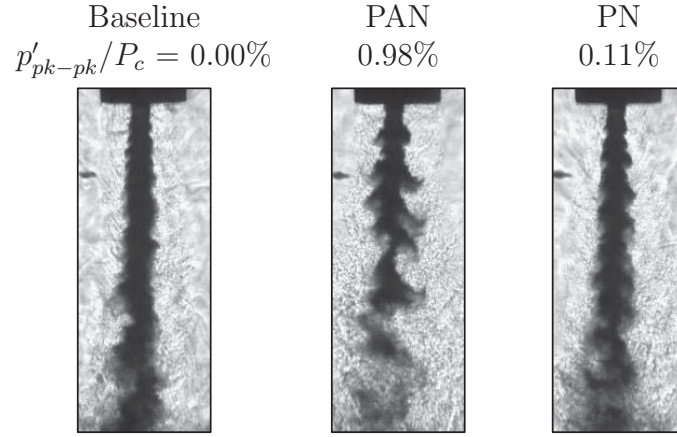 Baseline PAN PN
p′pk−pk/Pc = 0.00% 0.98% 0.11%